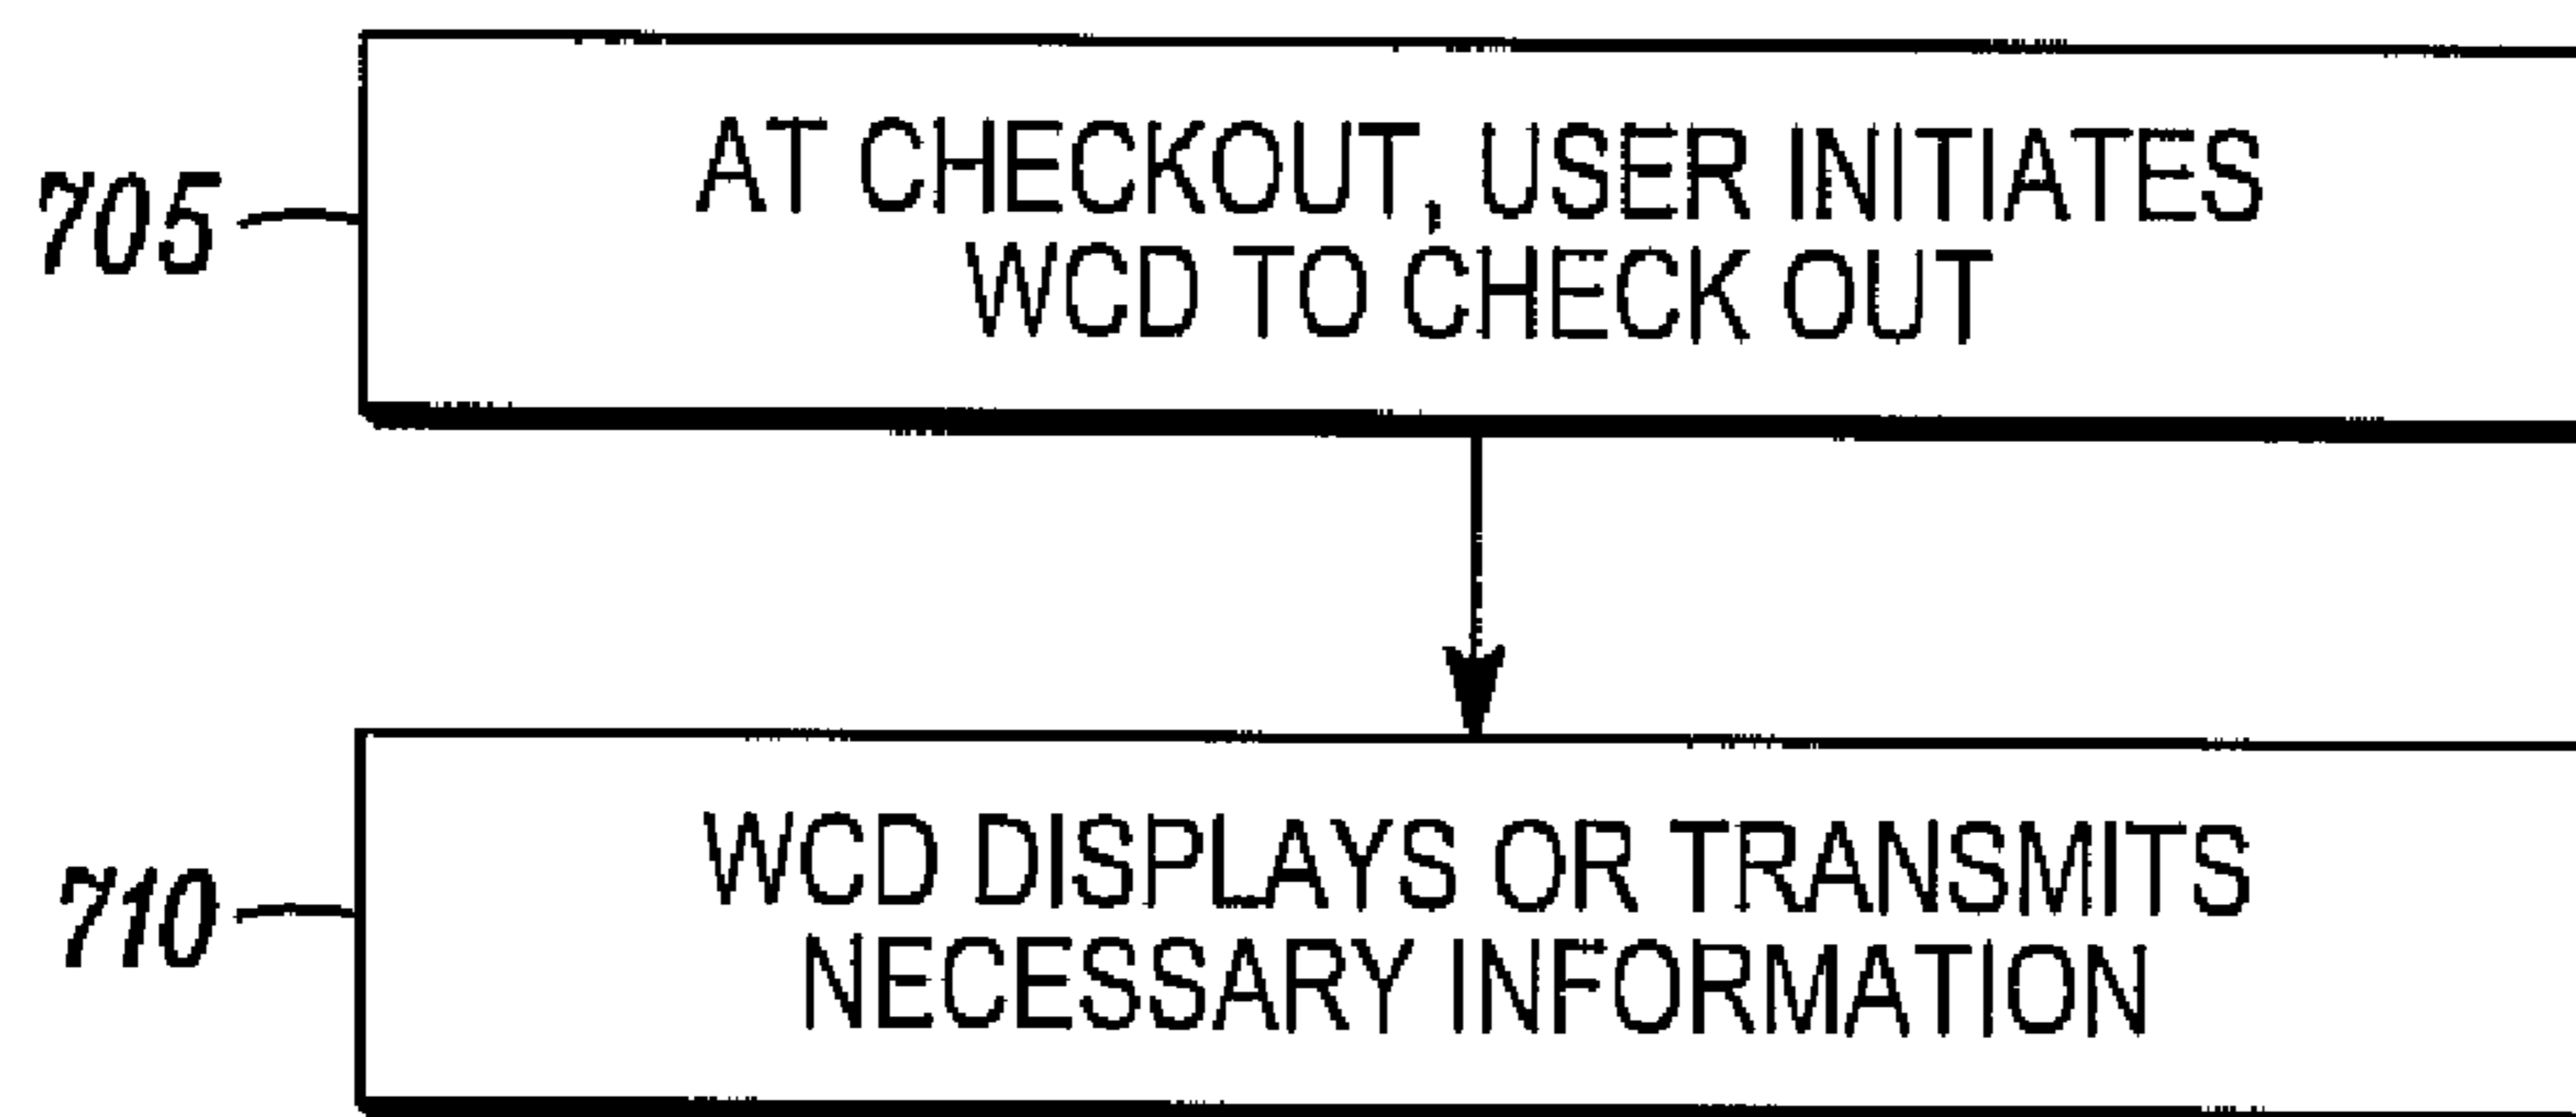 705
AT CHECKOUT, USER INITIATES
WCD TO CHECK OUT
710
WCD DISPLAYS OR TRANSMITS
NECESSARY INFORMATION